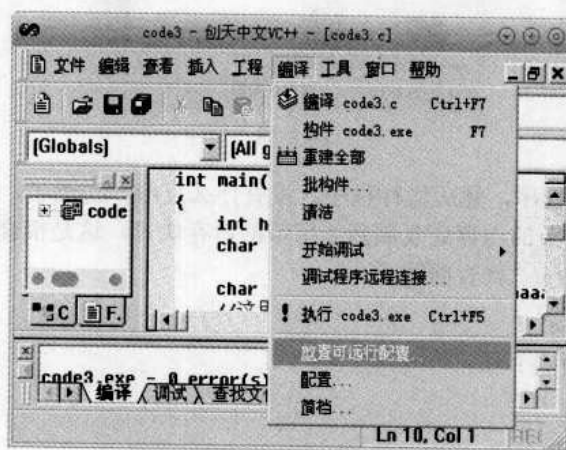 code3 - 创天中文VC++ - [code3.c]
文件 编辑 查看 插入 工程 编译 工具 窗口 帮助
编译 code3.c Ctrl+F7
构件 code3.exe F7
重建全部
批构件...
清洁
开始调试
调试程序远程连接...
执行 code3.exe Ctrl+F5
放置可远行配置...
配置...
简档...
(Globals)
(All g
code
C
F.
int main(
{
int h
char
char
aaa
code3.exe - 0 error(s)
编译 调试 查找文
Ln 10, Col 1